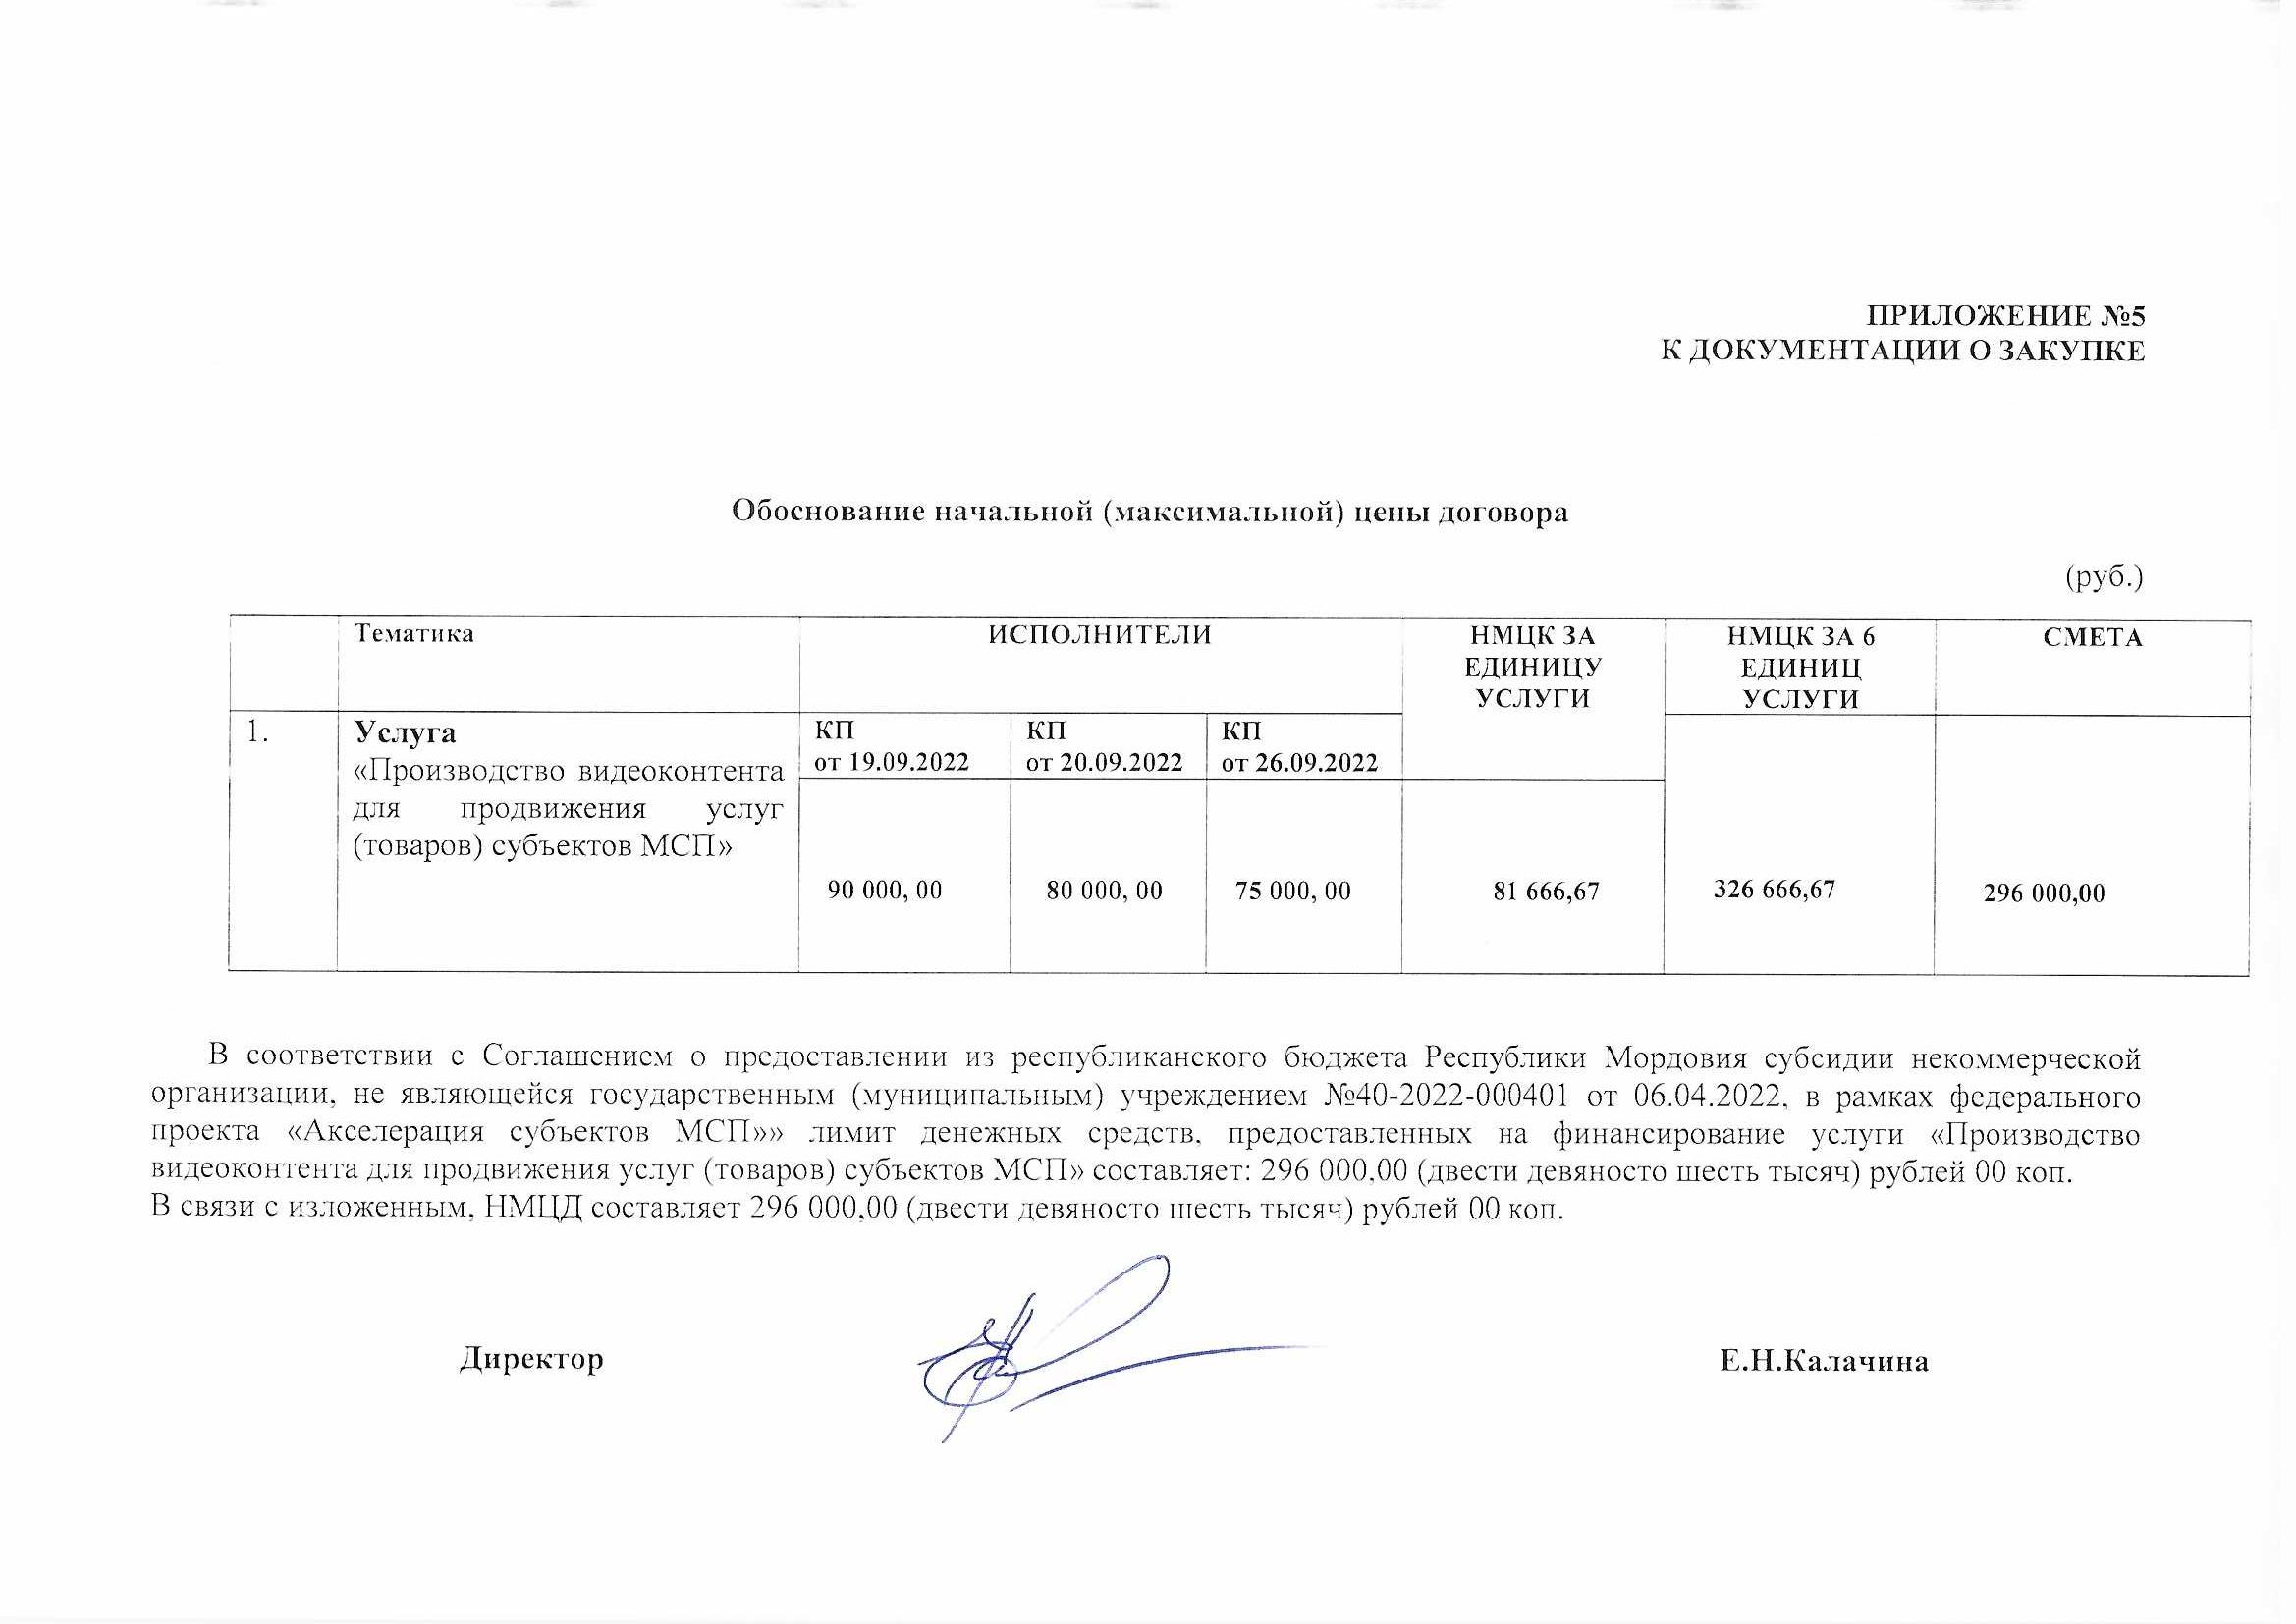 ПРИЛОЖЕНИЕ №5
К ДОКУМЕНТАЦИИ О ЗАКУПКЕ
Обоснование начальной (максимальной) цены договора
(руб.)
Тематика
ИСПОЛНИТЕЛИ
НМЦК ЗА
ЕДИНИЦУ
УСЛУГИ
НМЦК ЗА 6
ЕДИНИЦ
УСЛУГИ
СМЕТА
1.
Услуга
«Производство видеоконтента
для продвижения услуг
(товаров) субъектов МСП»
КП
от 19.09.2022
КП
от 20.09.2022
КП
от 26.09.2022
90 000, 00
80 000, 00
75 000, 00
81 666,67
326 666,67
296 000,00
В соответствии с Соглашением о предоставлении из республиканского бюджета Республики Мордовия субсидии некоммерческой
организации, не являющейся государственным (муниципальным) учреждением №40-2022-000401 от 06.04.2022, в рамках федерального
проекта «Акселерация субъектов МСП»» лимит денежных средств, предоставленных на финансирование услуги «Производство
видеоконтента для продвижения услуг (товаров) субъектов МСП» составляет: 296 000,00 (двести девяносто шесть тысяч) рублей 00 коп.
В связи с изложенным, НМЦД составляет 296 000,00 (двести девяносто шесть тысяч) рублей 00 коп.
Директор
Е.Н.Калачина